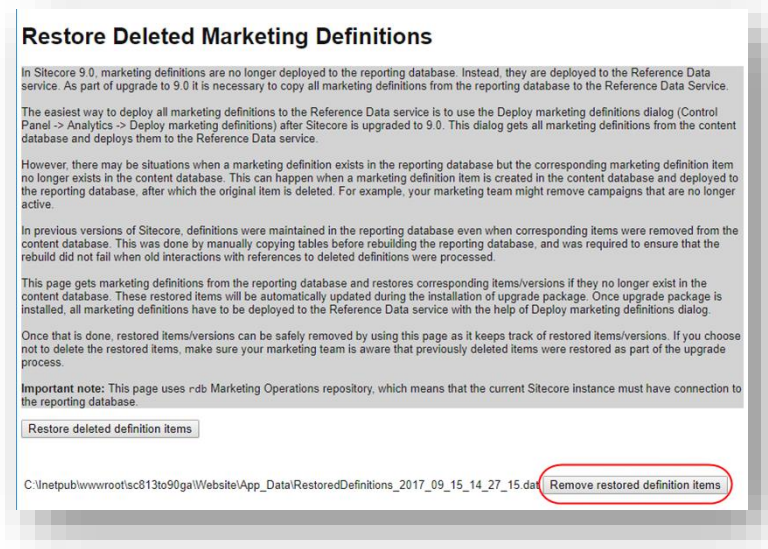 Restore Deleted Marketing Definitions
In Sitecore 9.0, marketing definitions are no longer deployed to the reporting database. Instead, they are deployed to the Reference Data
service. As part of upgrade to 9.0 it is necessary to copy all marketing definitions from the reporting database to the Reference Data Service.
The easiest way to deploy all marketing definitions to the Reference Data service is to use the Deploy marketing definitions dialog (Control
Panel -> Analytics -> Deploy marketing definitions) after Sitecore is upgraded to 9.0. This dialog gets all marketing definitions from the content
database and deploys them to the Reference Data service.
However, there may be situations when a marketing definition exists in the reporting database but the corresponding marketing definition item
no longer exists in the content database. This can happen when a marketing definition item is created in the content database and deployed to
the reporting database, after which the original item is deleted. For example, your marketing team might remove campaigns that are no longer
active.
In previous versions of Sitecore, definitions were maintained in the reporting database even when corresponding items were removed from the
content database. This was done by manually copying tables before rebuilding the reporting database, and was required to ensure that the
rebuild did not fail when old interactions with references to deleted definitions were processed.
This page gets marketing definitions from the reporting database and restores corresponding items/versions if they no longer exist in the
content database. These restored items will be automatically updated during the installation of upgrade package. Once upgrade package is
installed, all marketing definitions have to be deployed to the Reference Data service with the help of Deploy marketing definitions dialog.
Once that is done, restored items/versions can be safely removed by using this page as it keeps track of restored items/versions. If you choose
not to delete the restored items, make sure your marketing team is aware that previously deleted items were restored as part of the upgrade
process.
Important note: This page uses rdb Marketing Operations repository, which means that the current Sitecore instance must have connection to
the reporting database.
Restore deleted definition items
C:\Inetpub\wwwroot\sc813to90ga\Website\App_Data\RestoredDefinitions_2017_09_15_14_27_15.dat Remove restored definition items